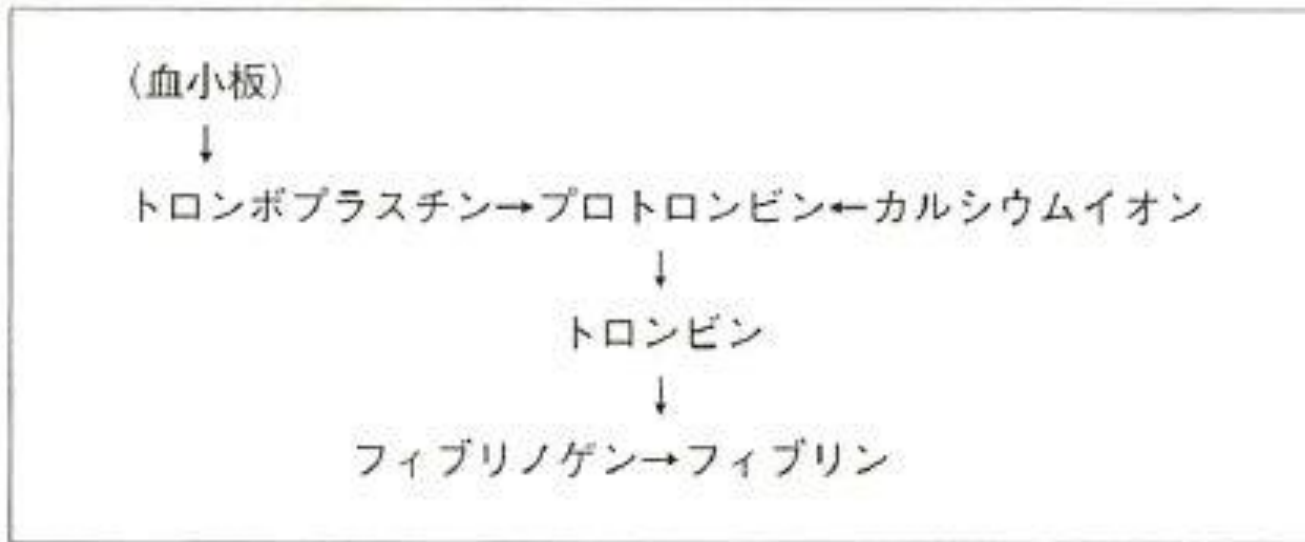 (血小板)
↓
トロンボプラスチン→プロトロンビン←カルシウムイオン
↓
トロンビン
↓
フィブリノゲン→フィブリン